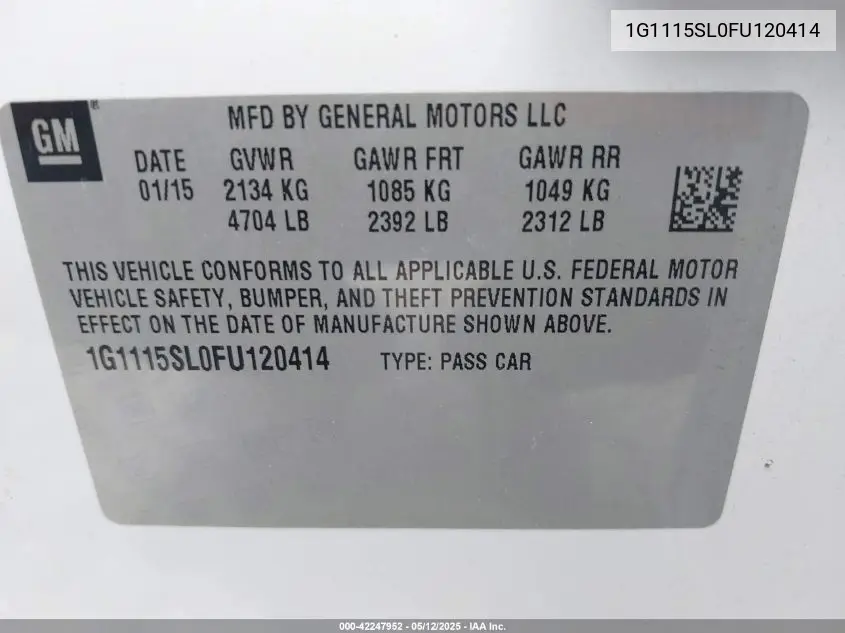 1G1115SL0FU120414
GM
MFD BY GENERAL MOTORS LLC
DATE GVWR GAWR FRT GAWR RR
01/15 2134 KG 1085 KG 1049 KG
4704 LB 2392 LB 2312 LB
THIS VEHICLE CONFORMS TO ALL APPLICABLE U.S. FEDERAL MOTOR
VEHICLE SAFETY, BUMPER, AND THEFT PREVENTION STANDARDS IN
EFFECT ON THE DATE OF MANUFACTURE SHOWN ABOVE.
1G1115SL0FU120414 TYPE: PASS CAR
000-42247952 - 05/12/2025 - IAA Inc.